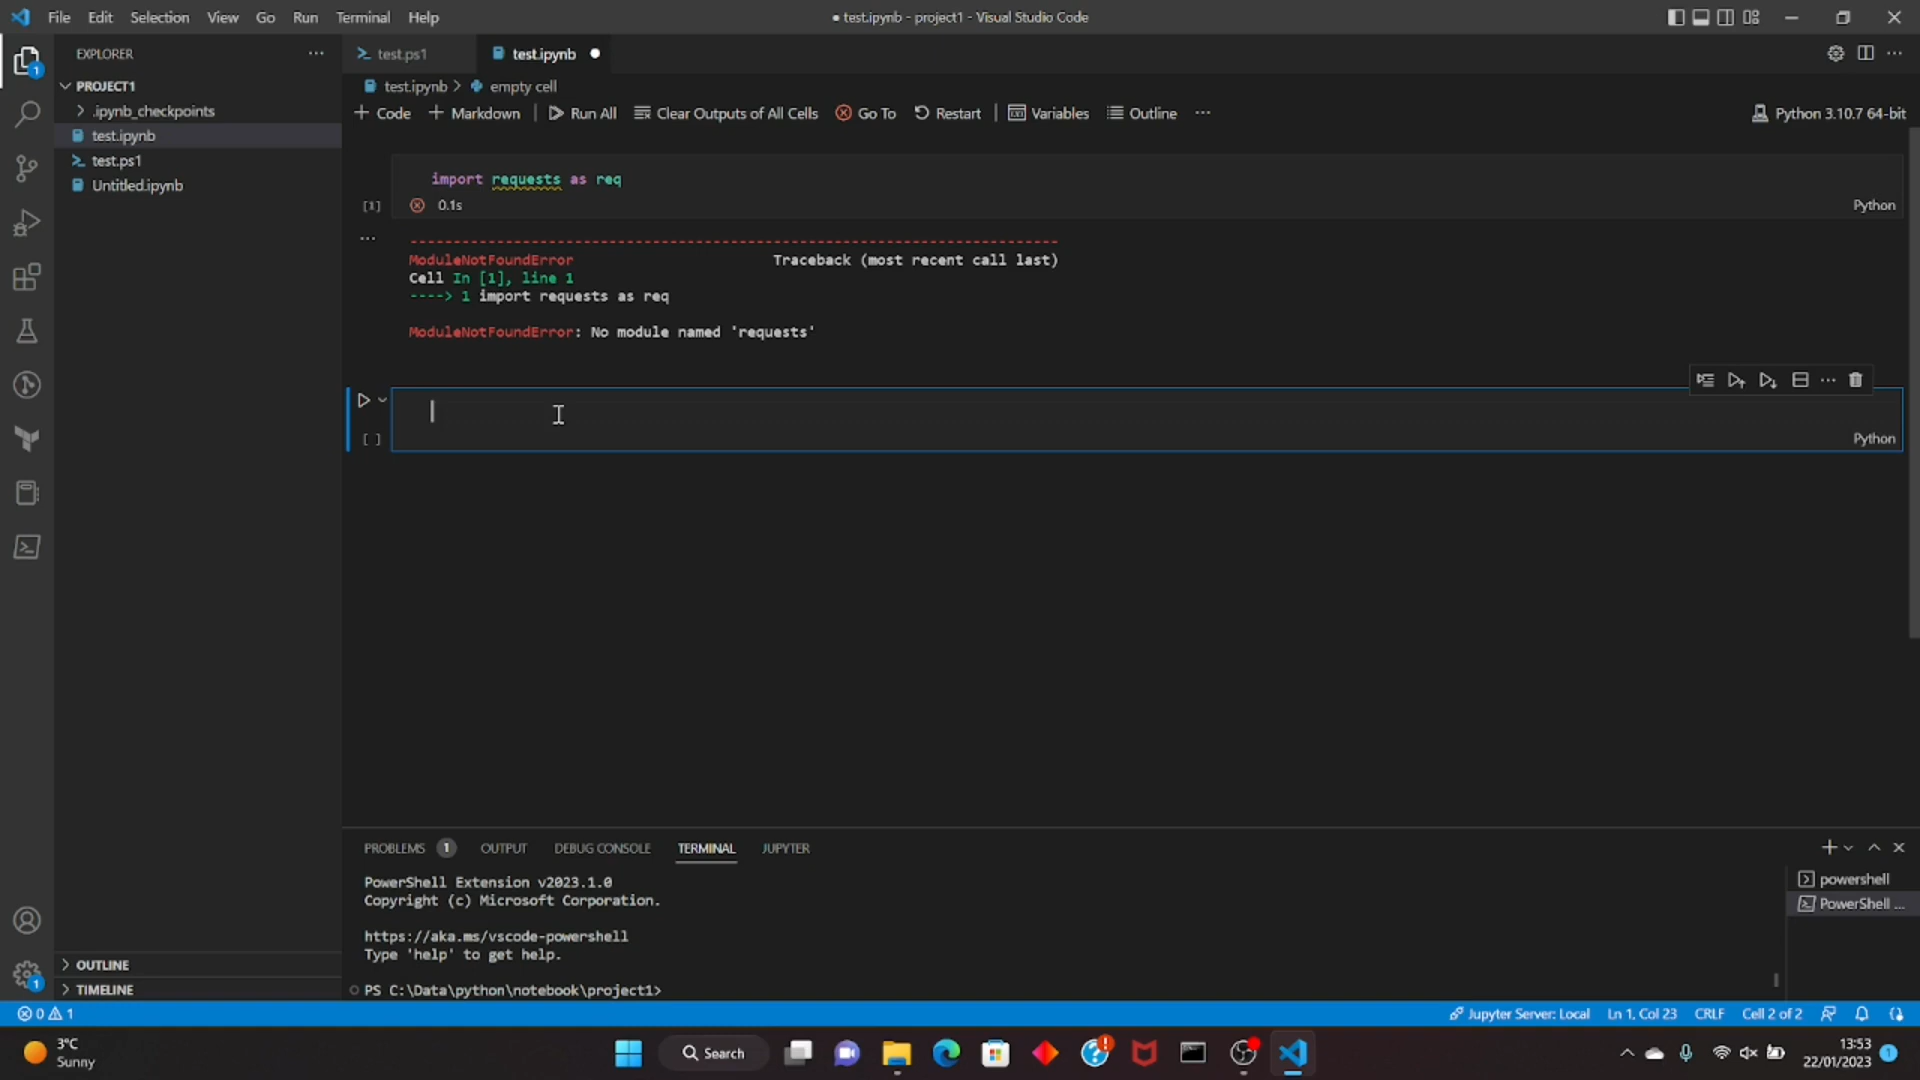 File Edit Selection View Go Run Terminal Help
● test.ipynb - project1 - Visual Studio Code
EXPLORER
PROJECT1
.ipynb_checkpoints
test.ipynb
test.ps1
Untitled.ipynb
OUTLINE
TIMELINE
test.ps1 test.ipynb ●
test.ipynb > empty cell
+ Code + Markdown Run All Clear Outputs of All Cells Go To Restart Variables Outline ···
Python 3.10.7 64-bit
import requests as req
[1] 0.1s Python
---------------------------------------------------------------------------
ModuleNotFoundError Traceback (most recent call last)
Cell In [1], line 1
----> 1 import requests as req
ModuleNotFoundError: No module named 'requests'
[ ] Python
PROBLEMS 1 OUTPUT DEBUG CONSOLE TERMINAL JUPYTER
PowerShell Extension v2023.1.0
Copyright (c) Microsoft Corporation.
https://aka.ms/vscode-powershell
Type 'help' to get help.
PS C:\Data\python\notebook\project1>
powershell
PowerShell ...
0 1 Jupyter Server: Local Ln 1, Col 23 CRLF Cell 2 of 2
3°C
Sunny
Search
13:53
22/01/2023
1